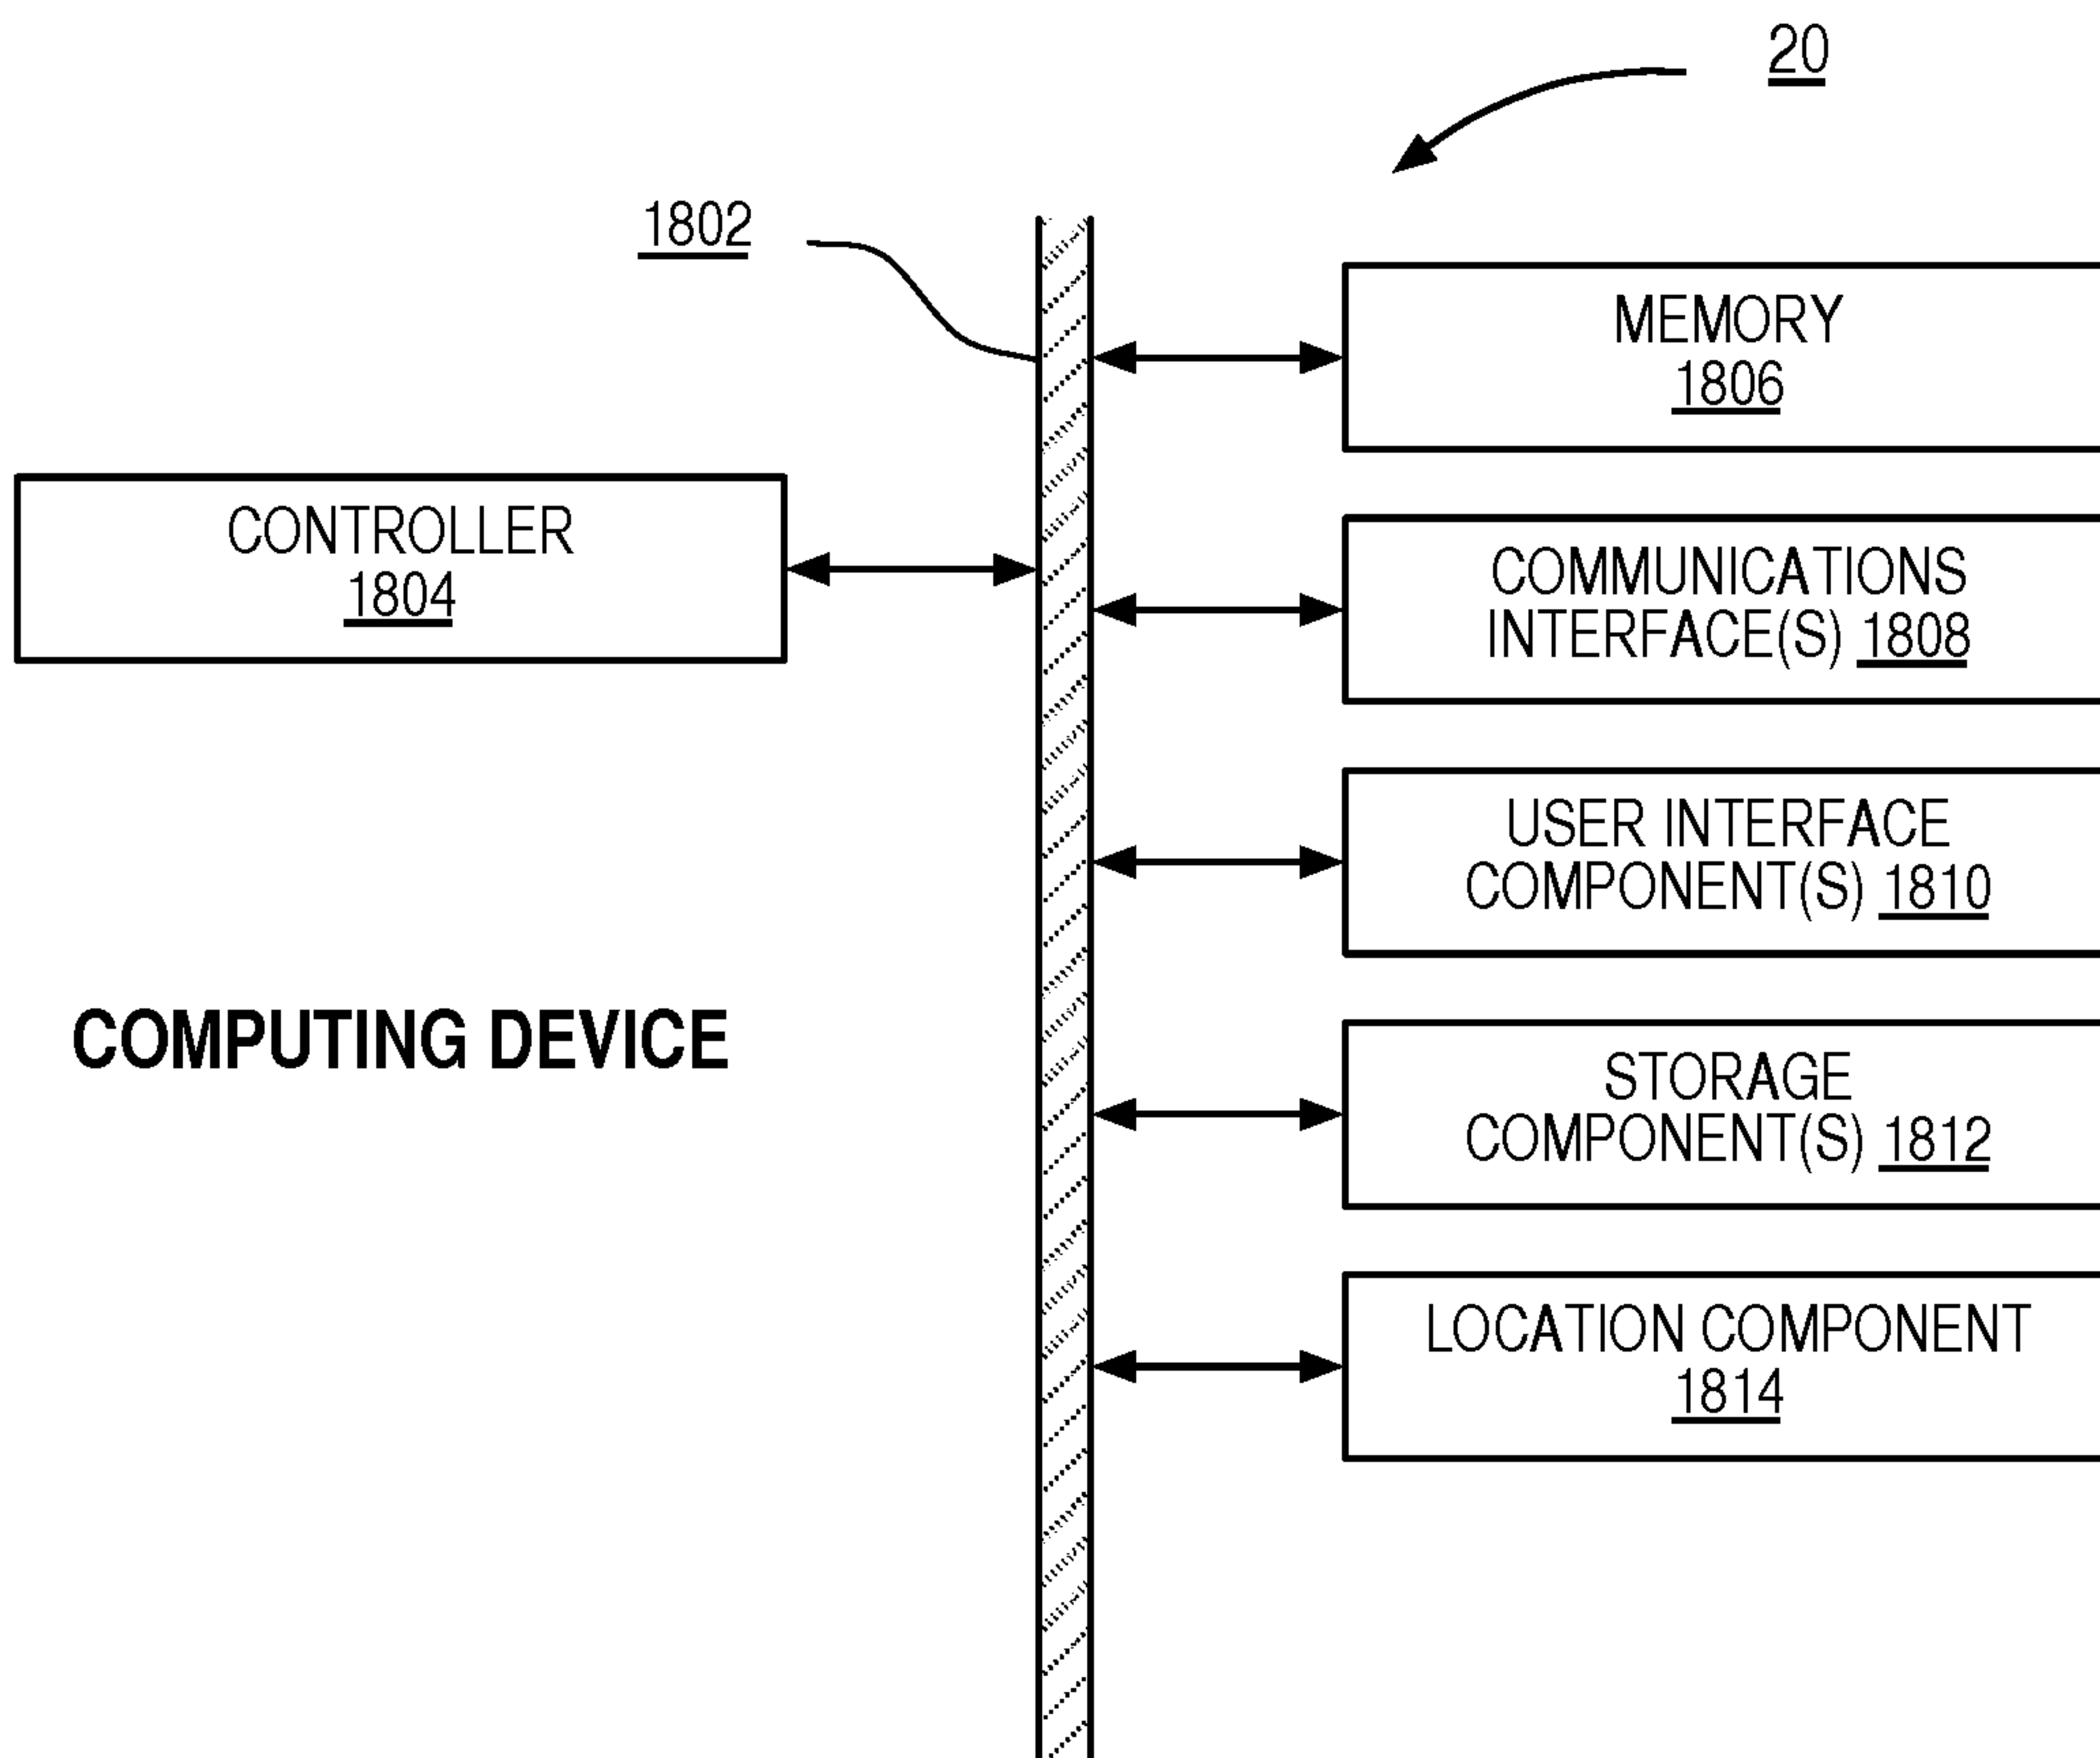 20
1802
MEMORY
1806
CONTROLLER
1804
COMMUNICATIONS
INTERFACE(S) 1808
USER INTERFACE
COMPONENT(S) 1810
COMPUTING DEVICE
STORAGE
COMPONENT(S) 1812
LOCATION COMPONENT
1814